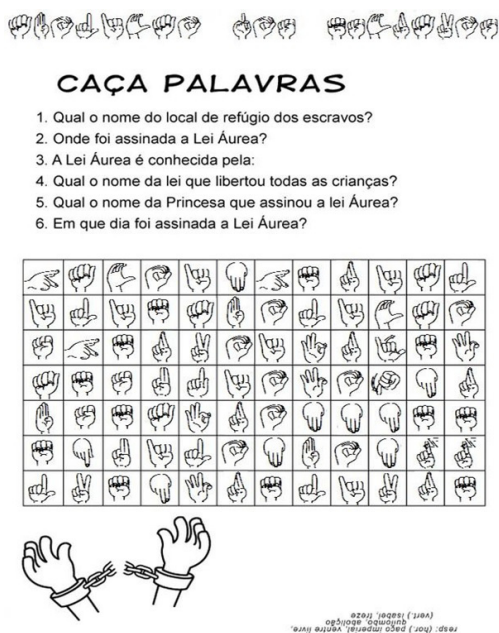 CAÇA PALAVRAS
1. Qual o nome do local de refúgio dos escravos?
2. Onde foi assinada a Lei Áurea?
3. A Lei Áurea é conhecida pela:
4. Qual o nome da lei que libertou todas as crianças?
5. Qual o nome da Princesa que assinou a lei Áurea?
6. Em que dia foi assinada a Lei Áurea?
resp: (hor.) paço imperial, ventre livre,
quilombo, abolição
(vert.) isabel, treze